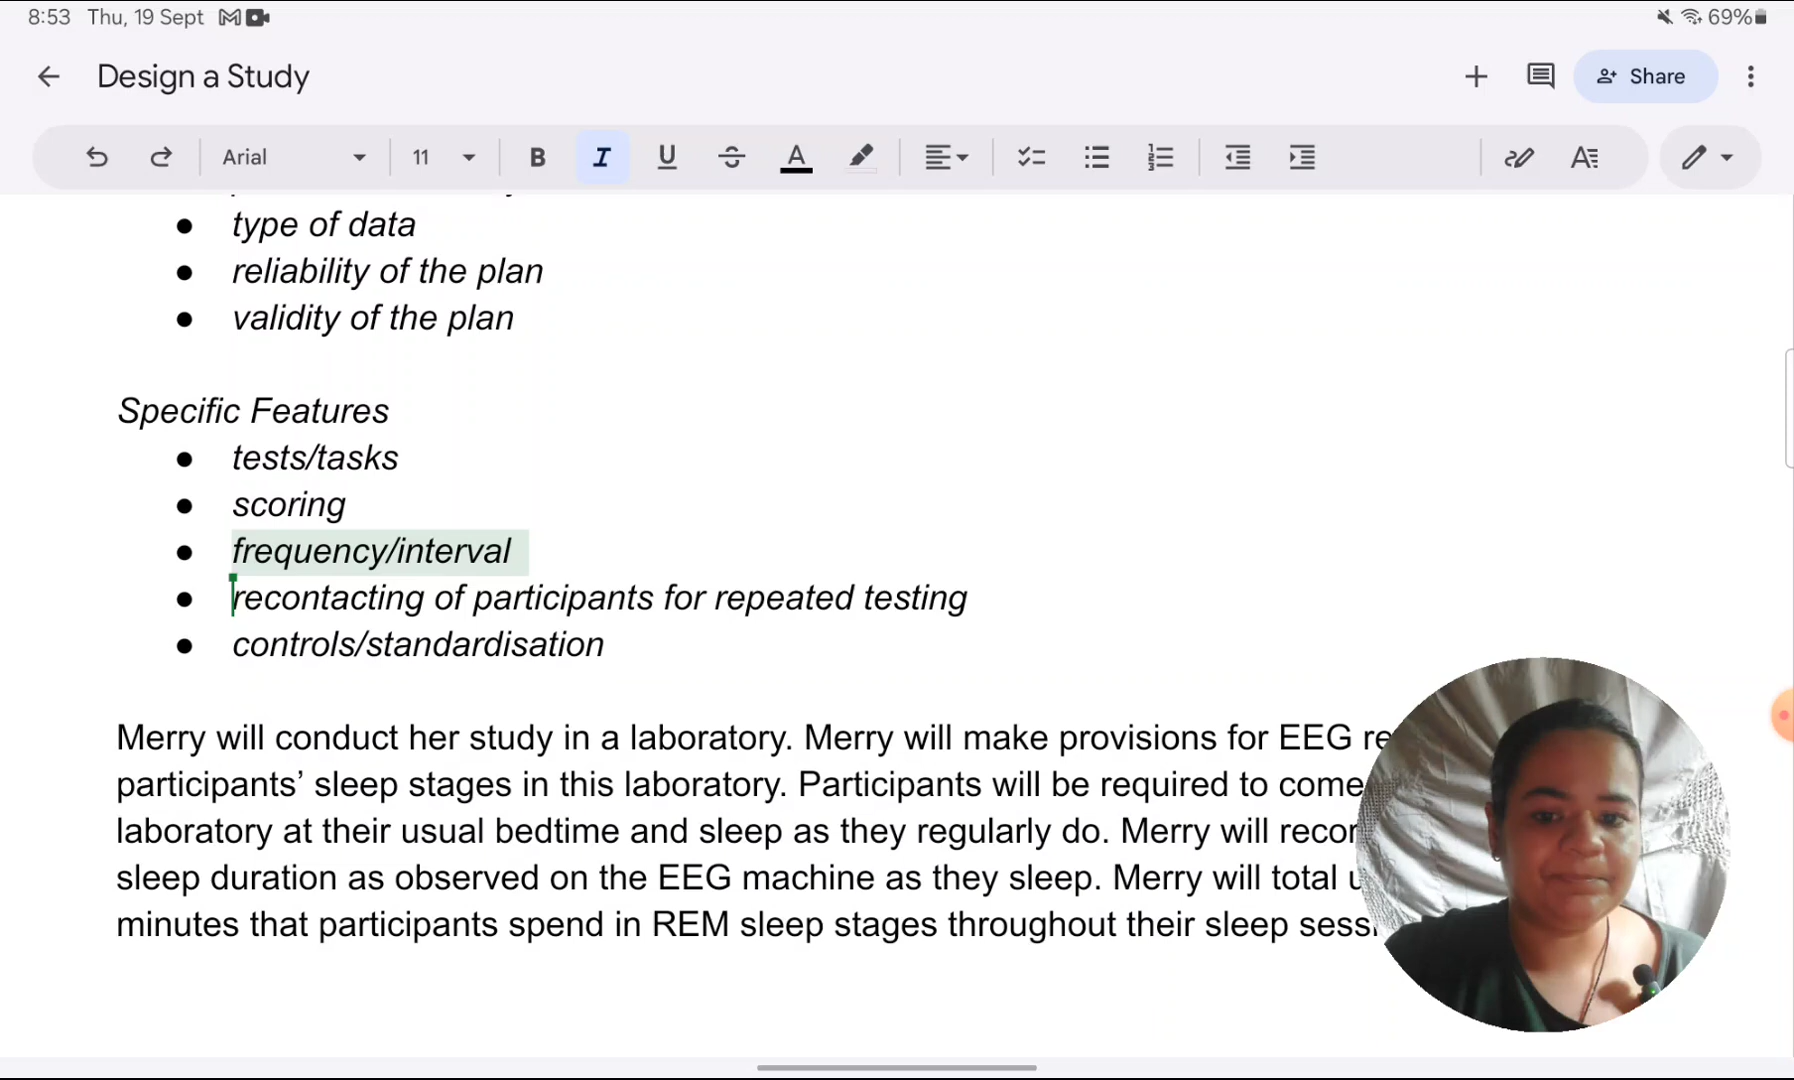 8:53 Thu, 19 Sept 69%
Design a Study
Share
Arial 11 B I U A
type of data
reliability of the plan
validity of the plan
Specific Features
tests/tasks
scoring
frequency/interval
recontacting of participants for repeated testing
controls/standardisation
Merry will conduct her study in a laboratory. Merry will make provisions for EEG
participants’ sleep stages in this laboratory. Participants will be required to come
laboratory at their usual bedtime and sleep as they regularly do. Merry will
sleep duration as observed on the EEG machine as they sleep. Merry will total
minutes that participants spend in REM sleep stages throughout their sleep